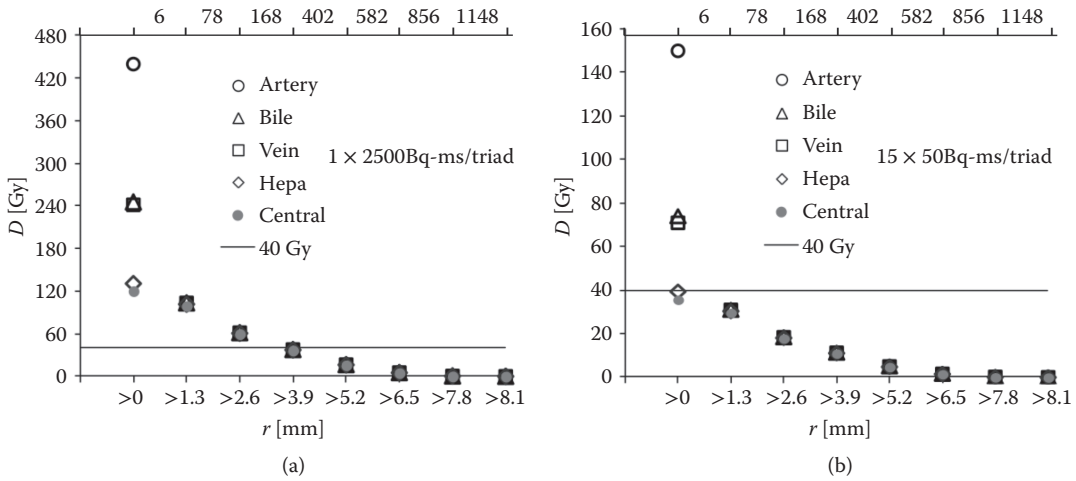 6 78 168 402 582 856 1148
480
420
360
300
240
180
120
60
0
D [Gy]
Artery
Bile
Vein
Hepa
Central
40 Gy
1 × 2500Bq-ms/triad
>0 >1.3 >2.6 >3.9 >5.2 >6.5 >7.8 >8.1
r [mm]
(a)
6 78 168 402 582 856 1148
160
140
120
100
80
60
40
20
0
D [Gy]
Artery
Bile
Vein
Hepa
Central
40 Gy
15 × 50Bq-ms/triad
>0 >1.3 >2.6 >3.9 >5.2 >6.5 >7.8 >8.1
r [mm]
(b)